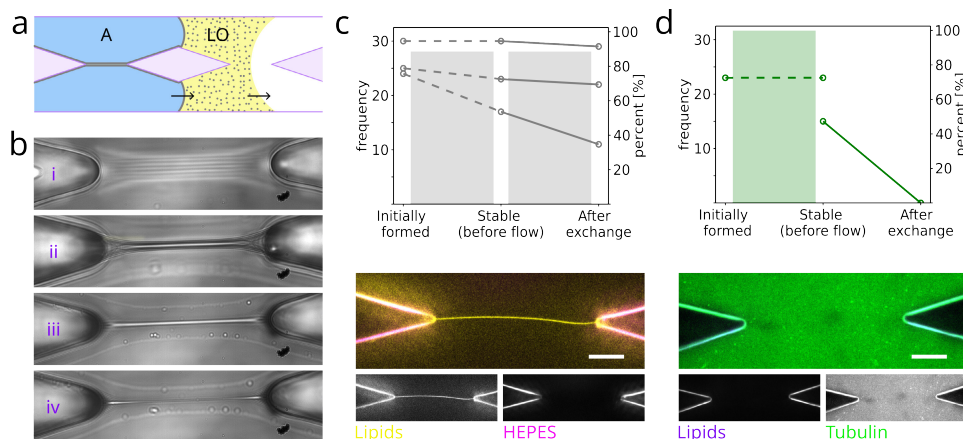 a
A
LO
b
i
ii
iii
iv
c
30
20
10
frequency
100
80
60
40
20
percent [%]
Initially formed
Stable (before flow)
After exchange
Lipids
HEPES
d
30
20
10
frequency
100
80
60
40
20
percent [%]
Initially formed
Stable (before flow)
After exchange
Lipids
Tubulin